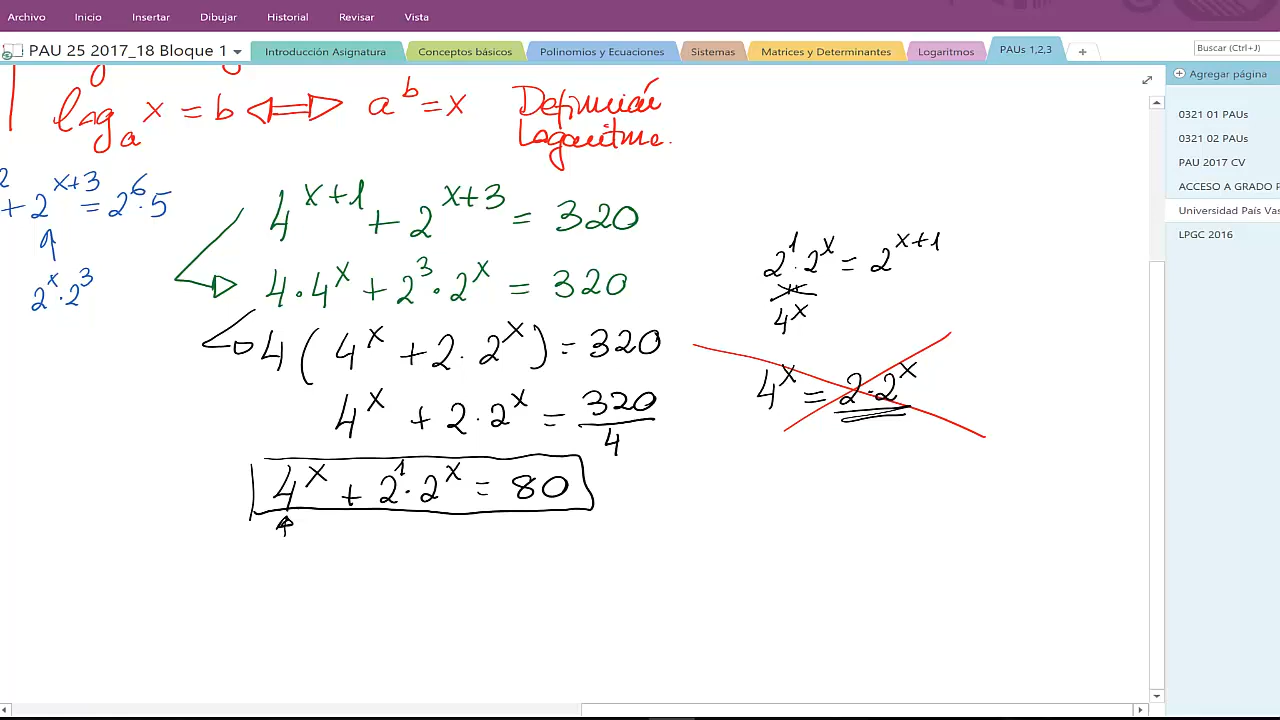 Archivo Inicio Insertar Dibujar Historial Revisar Vista
PAU 25 2017_18 Bloque 1
Introducción Asignatura
Conceptos básicos
Polinomios y Ecuaciones
Sistemas
Matrices y Determinantes
Logaritmos
PAUs 1,2,3
Buscar (Ctrl+J)
Agregar página
0321 01 PAUs
0321 02 PAUs
PAU 2017 CV
ACCESO A GRADO P
Universidad País Vas
LPGC 2016
log_a x = b ⟺ a^b = x
Definición
Logaritmo.
+ 2^{x+3} = 2^6 · 5
2^x · 2^3
4^{x+1} + 2^{x+3} = 320
4 · 4^x + 2^3 · 2^x = 320
4 ( 4^x + 2 · 2^x ) = 320
4^x + 2 · 2^x = 320/4
4^x + 2^1 · 2^x = 80
2^1 · 2^x = 2^{x+1}
4^x
4^x = 2 · 2^x